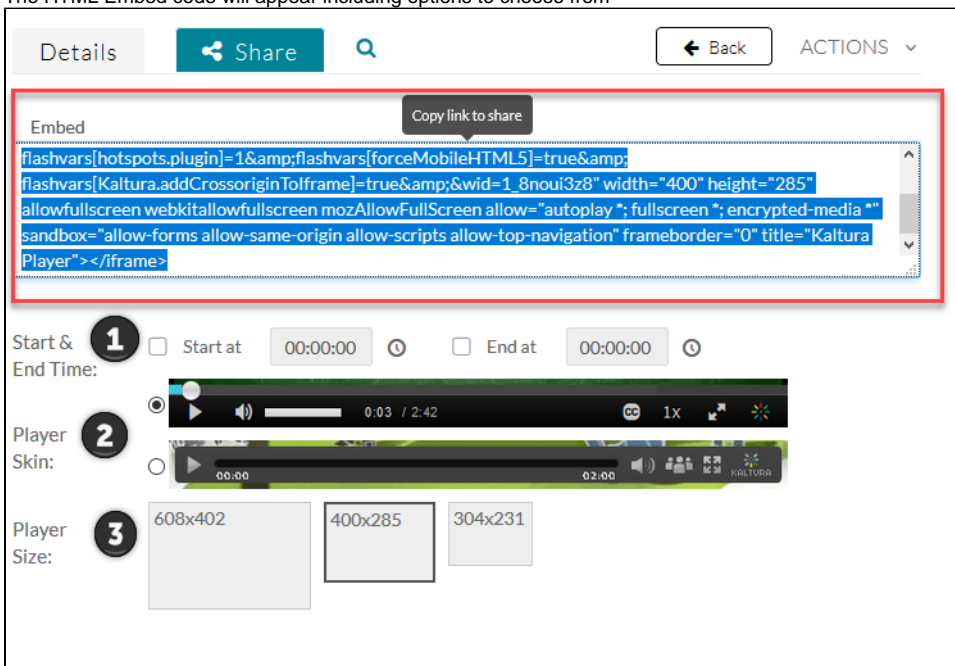 The HTML Embed code will appear including options to choose from
Details
Share
Back
ACTIONS
Copy link to share
Embed
flashvars[hotspots.plugin]=1&amp;flashvars[forceMobileHTML5]=true&amp;
flashvars[Kaltura.addCrossoriginToIframe]=true&amp;&wid=1_8noui3z8" width="400" height="285"
allowfullscreen webkitallowfullscreen mozAllowFullScreen allow="autoplay *; fullscreen *; encrypted-media *"
sandbox="allow-forms allow-same-origin allow-scripts allow-top-navigation" frameborder="0" title="Kaltura
Player"></iframe>
Start &
End Time:
1
Start at
00:00:00
End at
00:00:00
Player
Skin:
2
0:03 / 2:42
CC
1x
00:00
02:00
KALTURA
Player
Size:
3
608x402
400x285
304x231